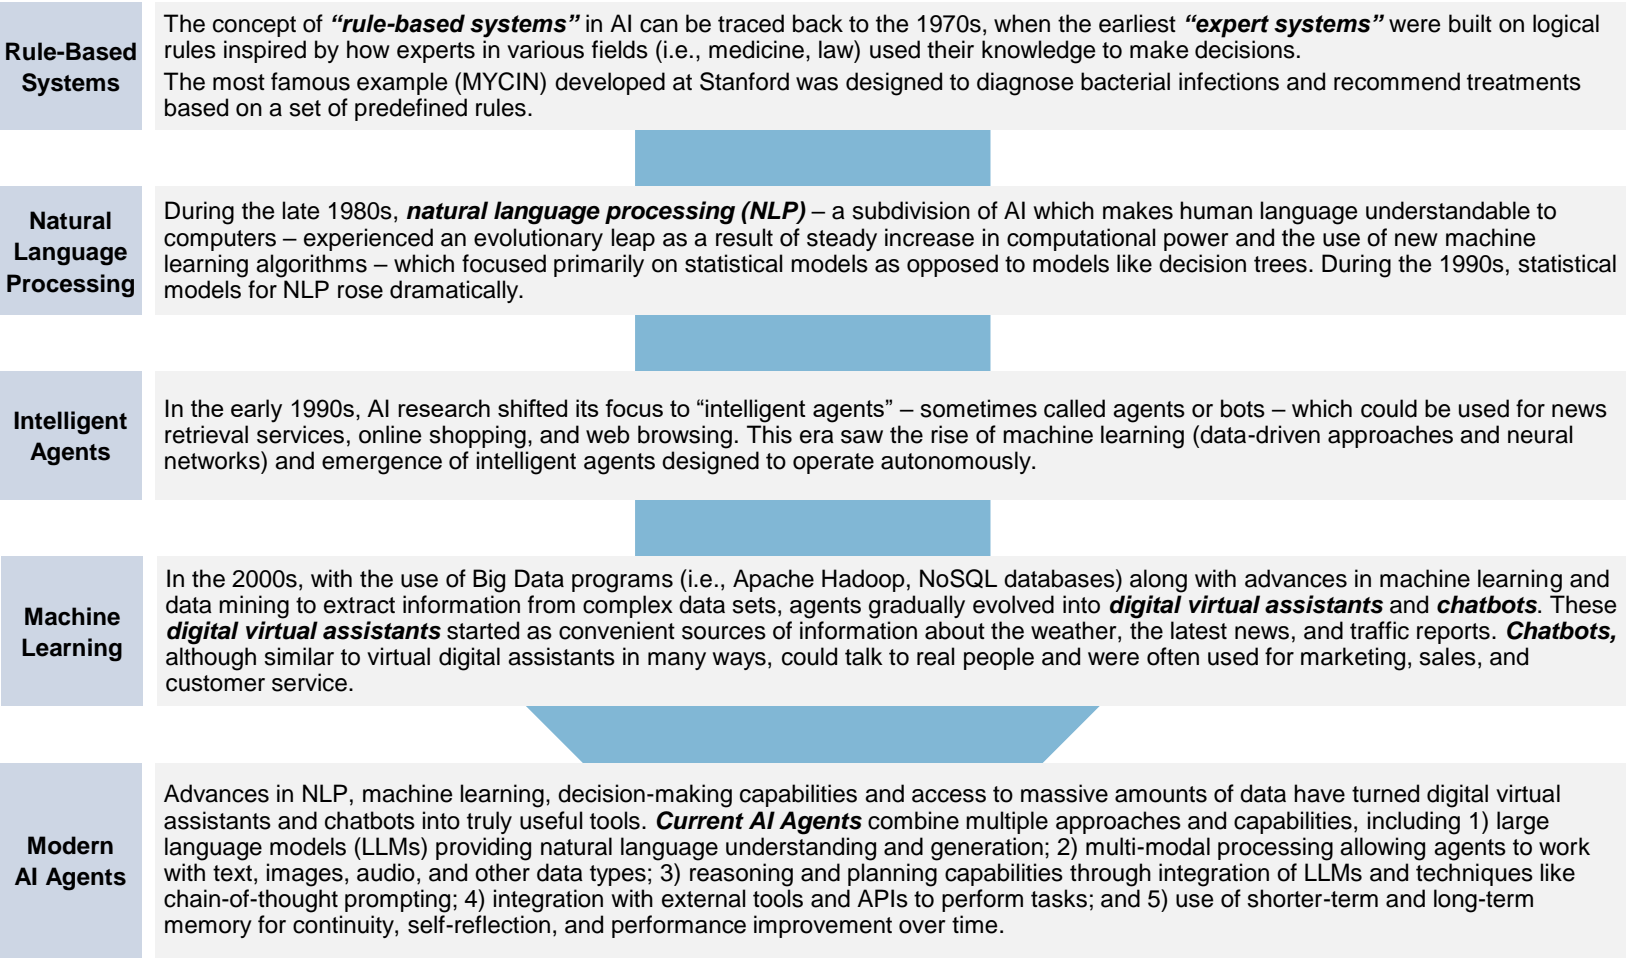 Rule-Based
Systems
The concept of “rule-based systems” in AI can be traced back to the 1970s, when the earliest “expert systems” were built on logical
rules inspired by how experts in various fields (i.e., medicine, law) used their knowledge to make decisions.
The most famous example (MYCIN) developed at Stanford was designed to diagnose bacterial infections and recommend treatments
based on a set of predefined rules.
Natural
Language
Processing
During the late 1980s, natural language processing (NLP) – a subdivision of AI which makes human language understandable to
computers – experienced an evolutionary leap as a result of steady increase in computational power and the use of new machine
learning algorithms – which focused primarily on statistical models as opposed to models like decision trees. During the 1990s, statistical
models for NLP rose dramatically.
Intelligent
Agents
In the early 1990s, AI research shifted its focus to “intelligent agents” – sometimes called agents or bots – which could be used for news
retrieval services, online shopping, and web browsing. This era saw the rise of machine learning (data-driven approaches and neural
networks) and emergence of intelligent agents designed to operate autonomously.
Machine
Learning
In the 2000s, with the use of Big Data programs (i.e., Apache Hadoop, NoSQL databases) along with advances in machine learning and
data mining to extract information from complex data sets, agents gradually evolved into digital virtual assistants and chatbots. These
digital virtual assistants started as convenient sources of information about the weather, the latest news, and traffic reports. Chatbots,
although similar to virtual digital assistants in many ways, could talk to real people and were often used for marketing, sales, and
customer service.
Modern
AI Agents
Advances in NLP, machine learning, decision-making capabilities and access to massive amounts of data have turned digital virtual
assistants and chatbots into truly useful tools. Current AI Agents combine multiple approaches and capabilities, including 1) large
language models (LLMs) providing natural language understanding and generation; 2) multi-modal processing allowing agents to work
with text, images, audio, and other data types; 3) reasoning and planning capabilities through integration of LLMs and techniques like
chain-of-thought prompting; 4) integration with external tools and APIs to perform tasks; and 5) use of shorter-term and long-term
memory for continuity, self-reflection, and performance improvement over time.